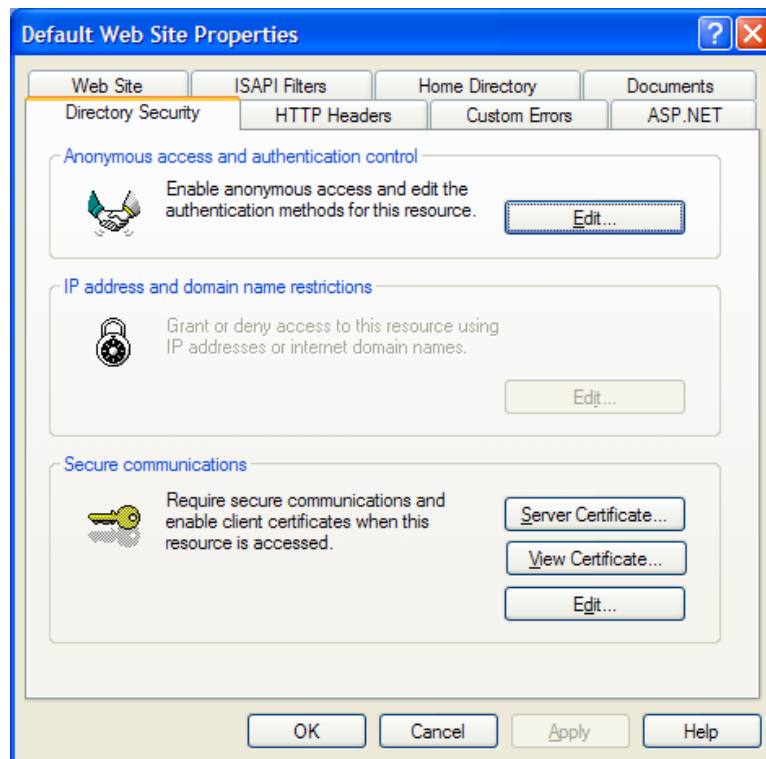 Default Web Site Properties
Web Site ISAPI Filters Home Directory Documents
Directory Security HTTP Headers Custom Errors ASP.NET
Anonymous access and authentication control
Enable anonymous access and edit the
authentication methods for this resource.
Edit...
IP address and domain name restrictions
Grant or deny access to this resource using
IP addresses or internet domain names.
Edit...
Secure communications
Require secure communications and
enable client certificates when this
resource is accessed.
Server Certificate...
View Certificate...
Edit...
OK Cancel Apply Help